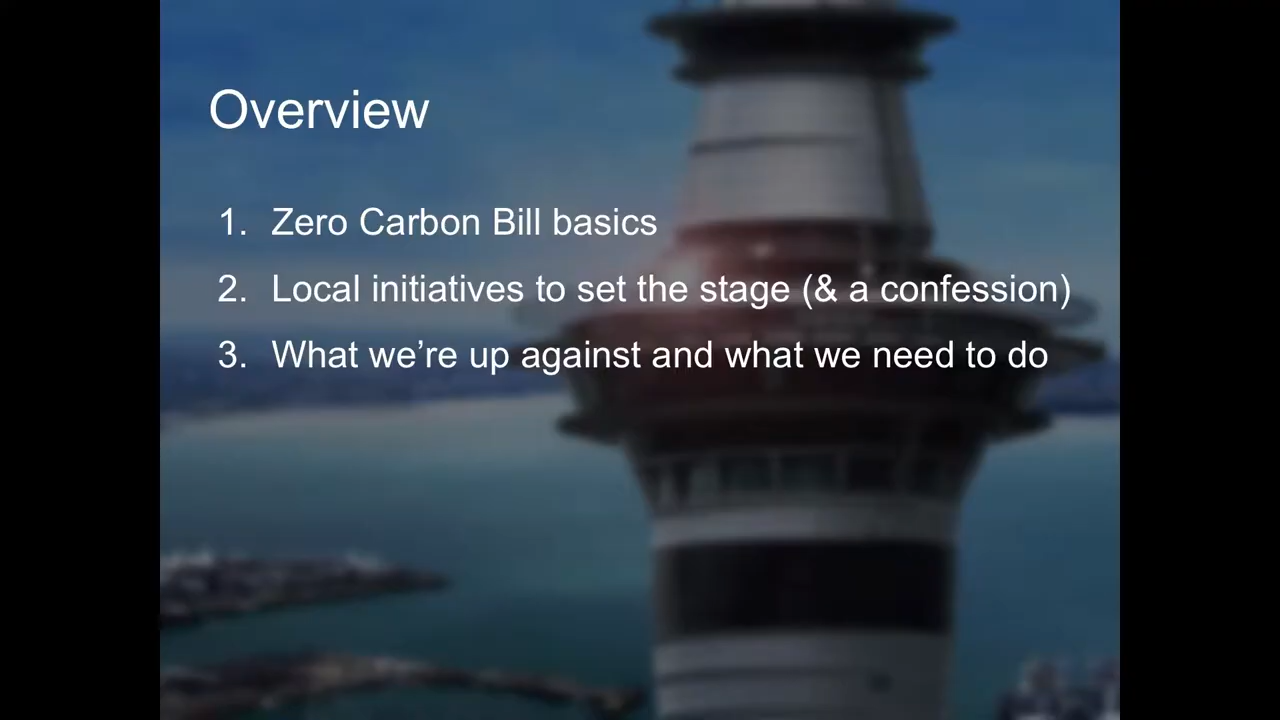 Overview
1. Zero Carbon Bill basics
2. Local initiatives to set the stage (& a confession)
3. What we’re up against and what we need to do